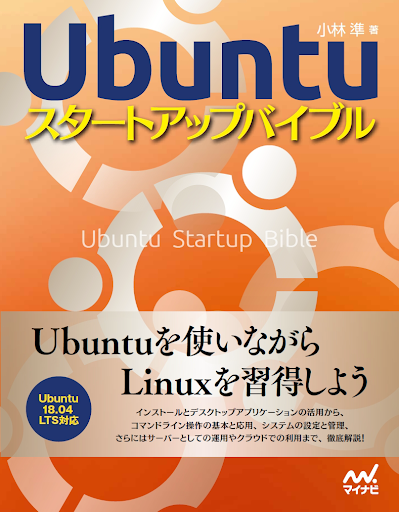 小林 準 著
Ubuntu
スタートアップバイブル
Ubuntu Startup Bible
Ubuntuを使いながら
Linuxを習得しよう
Ubuntu
18.04
LTS対応
インストールとデスクトップアプリケーションの活用から、
コマンドライン操作の基本と応用、システムの設定と管理、
さらにはサーバーとしての運用やクラウドでの利用まで、徹底解説!
マイナビ